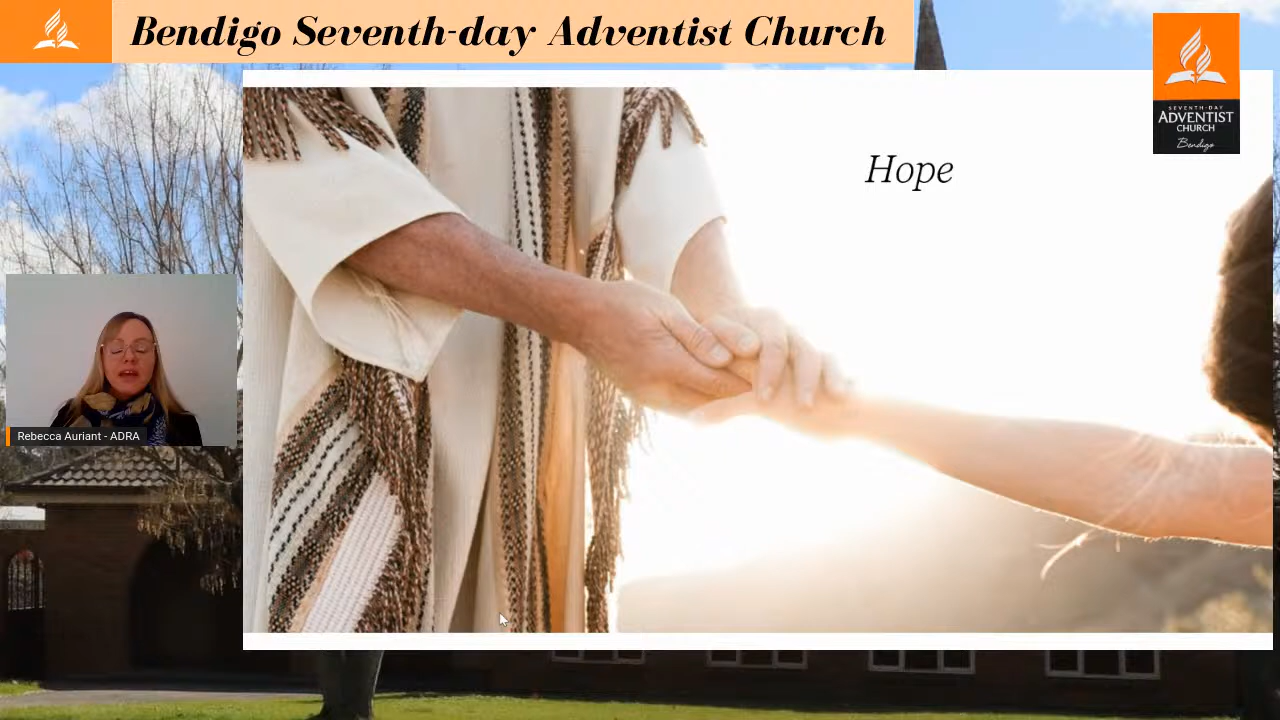 Bendigo Seventh-day Adventist Church
SEVENTH-DAY
ADVENTIST
CHURCH
Bendigo
Hope
Rebecca Auriant - ADRA